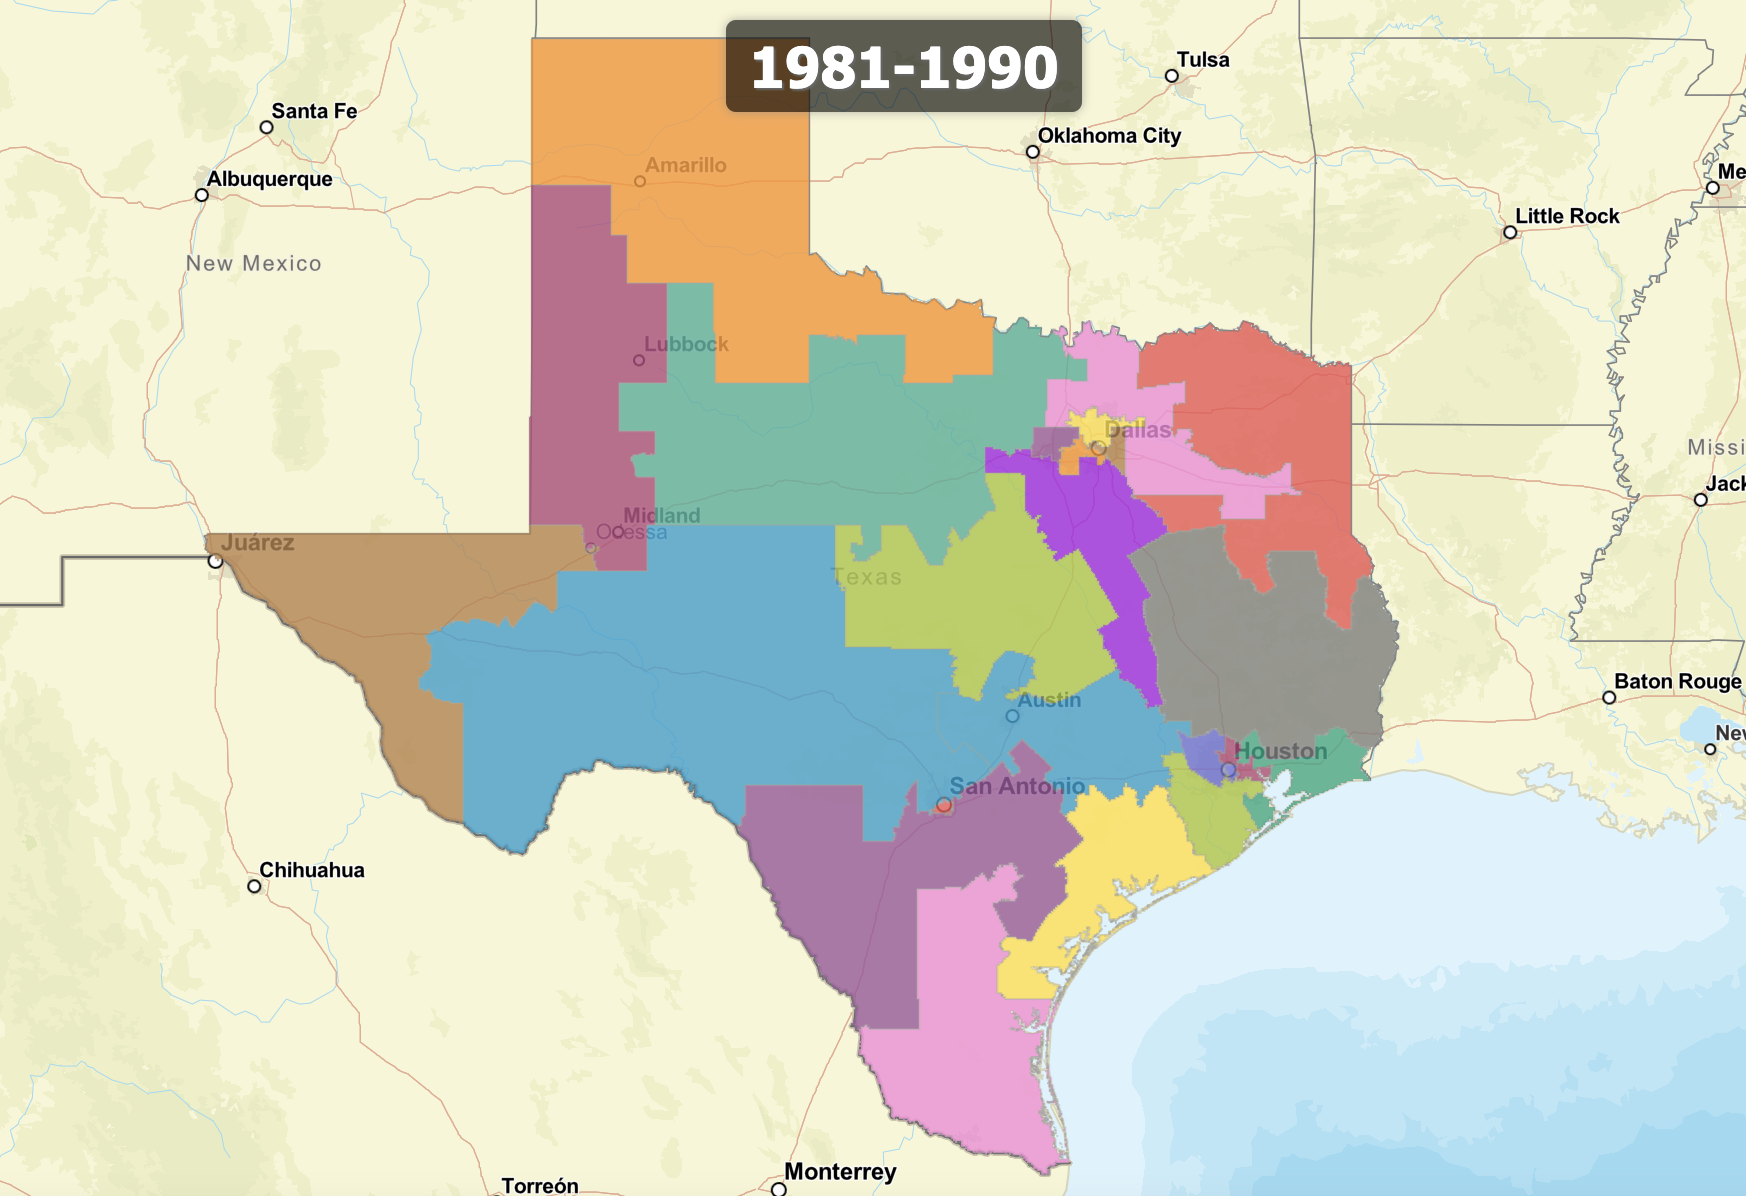 1981-1990
Tulsa
Santa Fe
Oklahoma City
Amarillo
Albuquerque
Me
Little Rock
New Mexico
Lubbock
Dallas
Missi
Jack
Midland
Odessa
Juárez
Texas
Baton Rouge
Austin
New
Houston
San Antonio
Chihuahua
Monterrey
Torreón